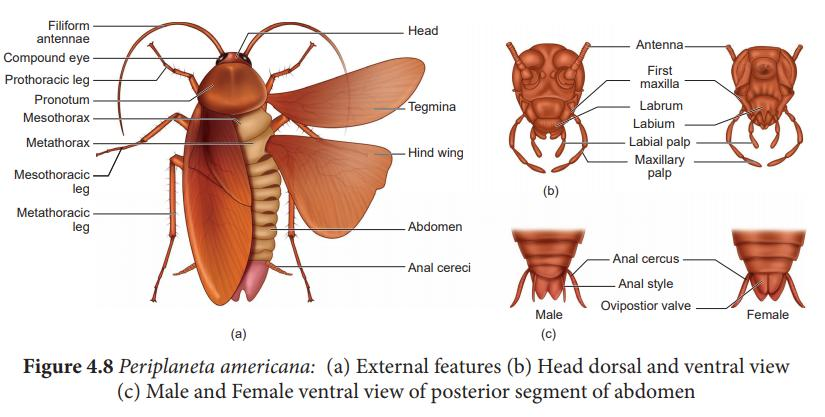 Filiform
antennae
Compound eye
Prothoracic leg
Pronotum
Mesothorax
Metathorax
Mesothoracic
leg
Metathoracic
leg
Head
Tegmina
Hind wing
Abdomen
Anal cereci
(a)
Antenna
First
maxilla
Labrum
Labium
Labial palp
Maxillary
palp
(b)
Anal cercus
Anal style
Ovipostior valve
Male
Female
(c)
Figure 4.8 Periplaneta americana: (a) External features (b) Head dorsal and ventral view
(c) Male and Female ventral view of posterior segment of abdomen